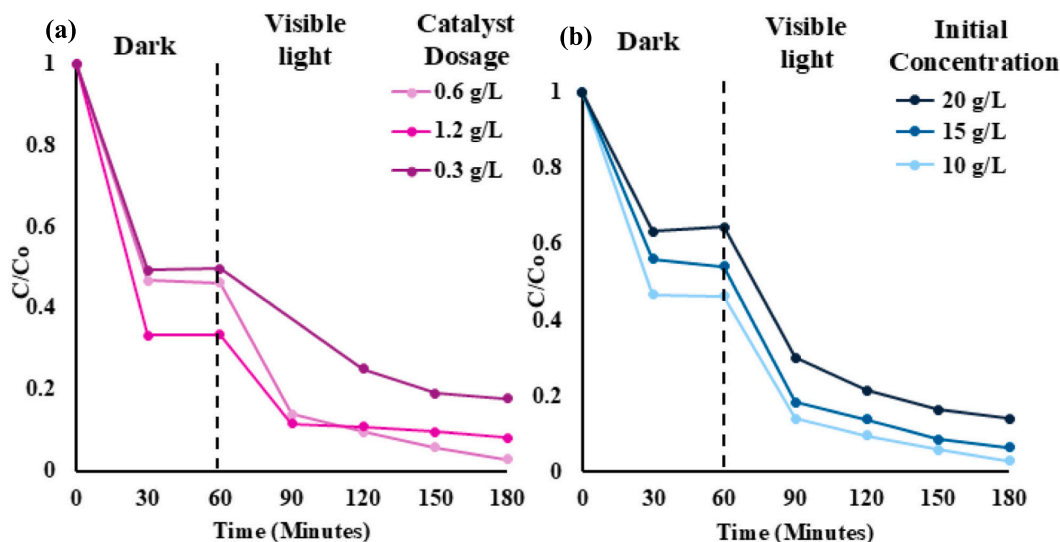 (a)
Dark
Visible
light
Catalyst
Dosage
0.6 g/L
1.2 g/L
0.3 g/L
1
0.8
0.6
0.4
0.2
0
C/Co
0 30 60 90 120 150 180
Time (Minutes)
(b)
Dark
Visible
light
Initial
Concentration
20 g/L
15 g/L
10 g/L
1
0.8
0.6
0.4
0.2
0
C/Co
0 30 60 90 120 150 180
Time (Minutes)